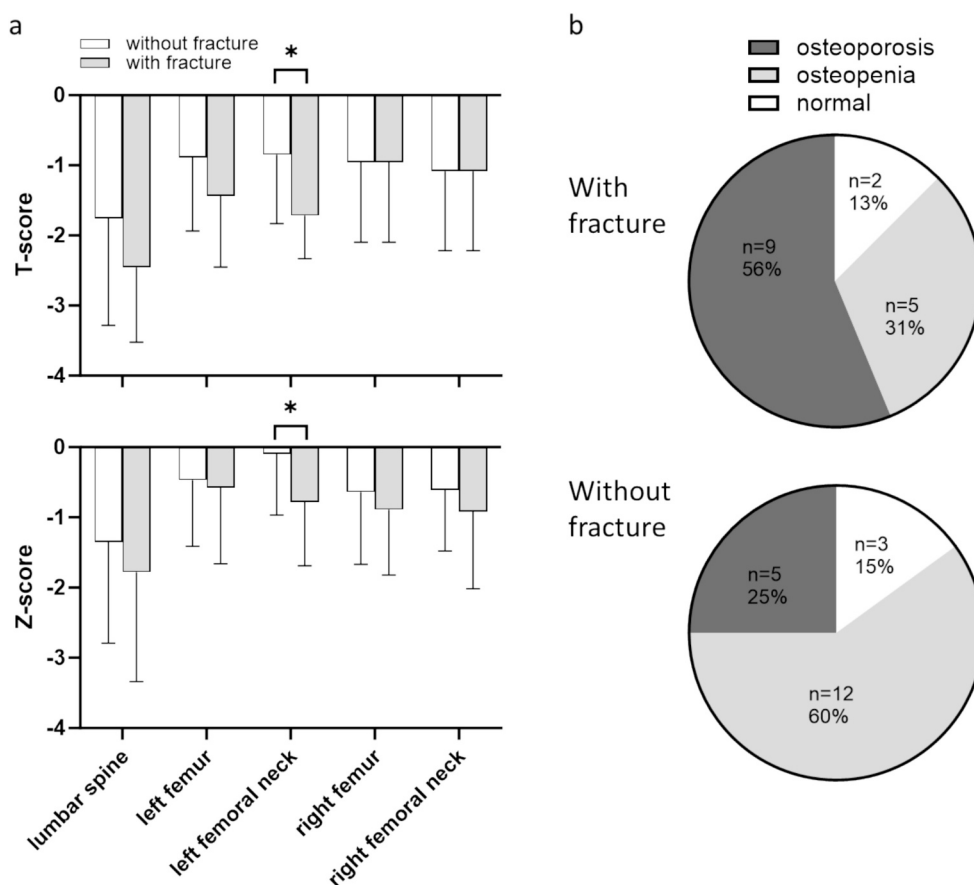 a
without fracture
with fracture
*
0
-1
-2
-3
-4
T-score
*
0
-1
-2
-3
-4
Z-score
lumbar spine
left femur
left femoral neck
right femur
right femoral neck
b
osteoporosis
osteopenia
normal
With
fracture
n=2
13%
n=9
56%
n=5
31%
Without
fracture
n=3
15%
n=5
25%
n=12
60%